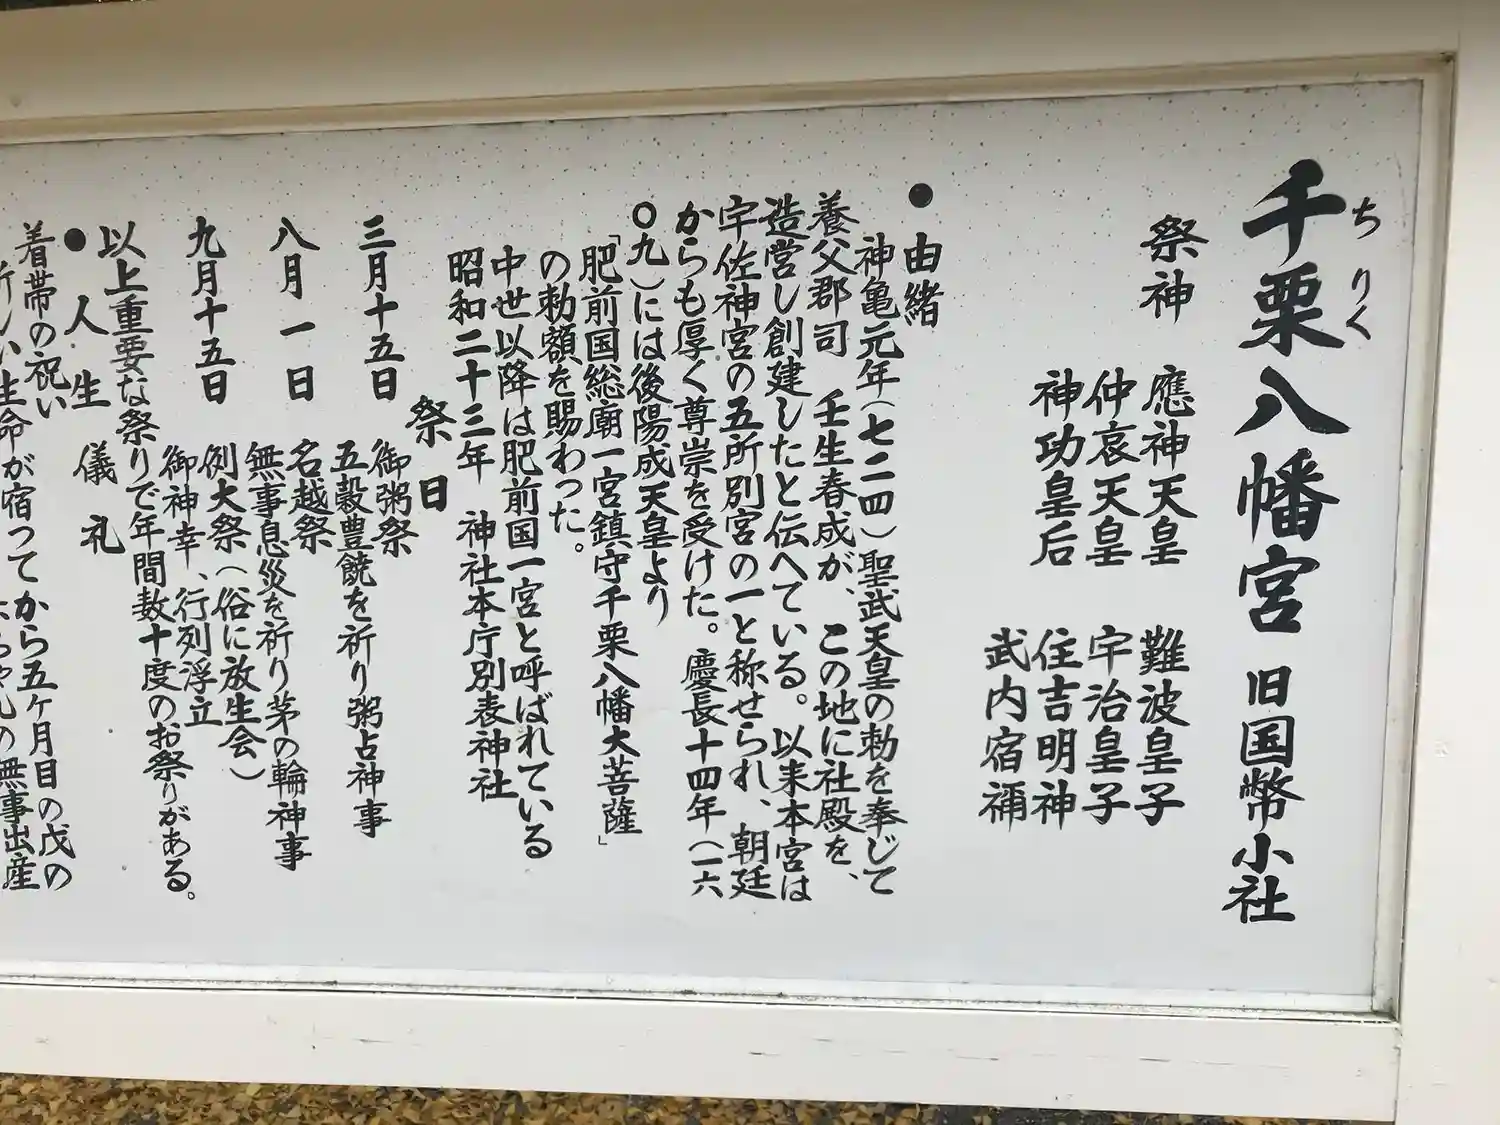 千栗八幡宮 旧国幣小社
ちりく
祭神 應神天皇 難波皇子
仲哀天皇 宇治皇子
神功皇后 住吉明神
武内宿禰
●由緒
神亀元年(七二四)聖武天皇の勅を奉じて
養父郡司 壬生春成が、この地に社殿を、
造営し創建したと伝へている。以来本宮は
宇佐神宮の五所別宮の一と称せられ、朝廷
からも厚く尊崇を受けた。慶長十四年(一六
〇九)には後陽成天皇より
「肥前国総廟一宮鎮守千栗八幡大菩薩」
の勅額を賜わった。
中世以降は肥前国一宮と呼ばれている
昭和二十三年 神社本庁別表神社
祭日
三月十五日 御粥祭
五穀豊饒を祈り粥占神事
八月一日 名越祭
無事息災を祈り茅の輪神事
九月十五日 例大祭(俗に放生会)
御神幸、行列浮立
以上重要な祭りで年間数十度のお祭りがある。
●人生儀礼
着帯の祝い
新しい生命が宿ってから五ヶ月目の戌の
の無事出産